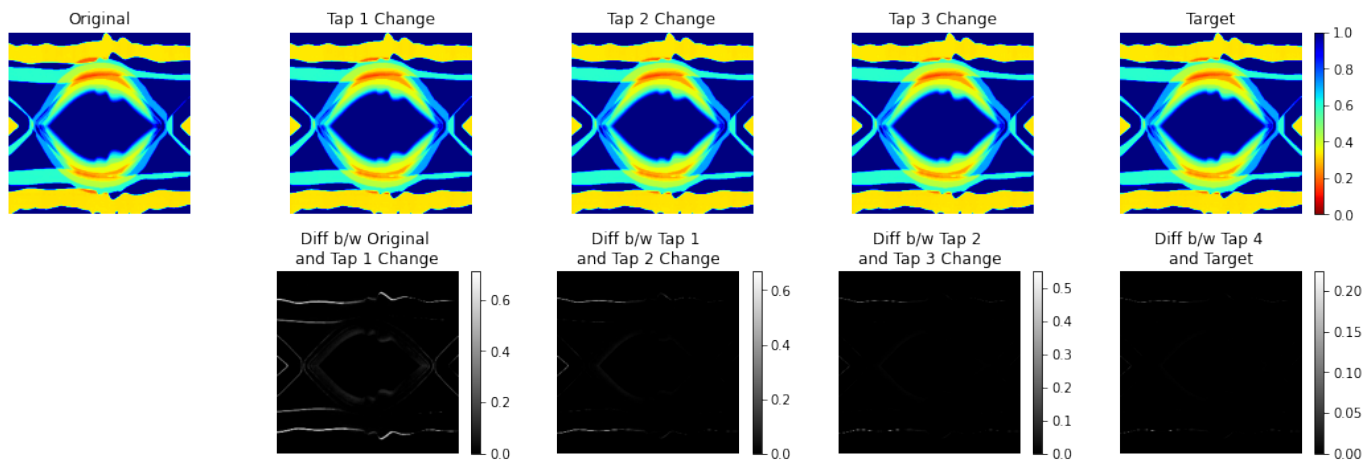 Original
Tap 1 Change
Tap 2 Change
Tap 3 Change
Target
1.0
0.8
0.6
0.4
0.2
0.0
Diff b/w Original
and Tap 1 Change
0.6
0.4
0.2
0.0
Diff b/w Tap 1
and Tap 2 Change
0.6
0.4
0.2
0.0
Diff b/w Tap 2
and Tap 3 Change
0.5
0.4
0.3
0.2
0.1
0.0
Diff b/w Tap 4
and Target
0.20
0.15
0.10
0.05
0.00